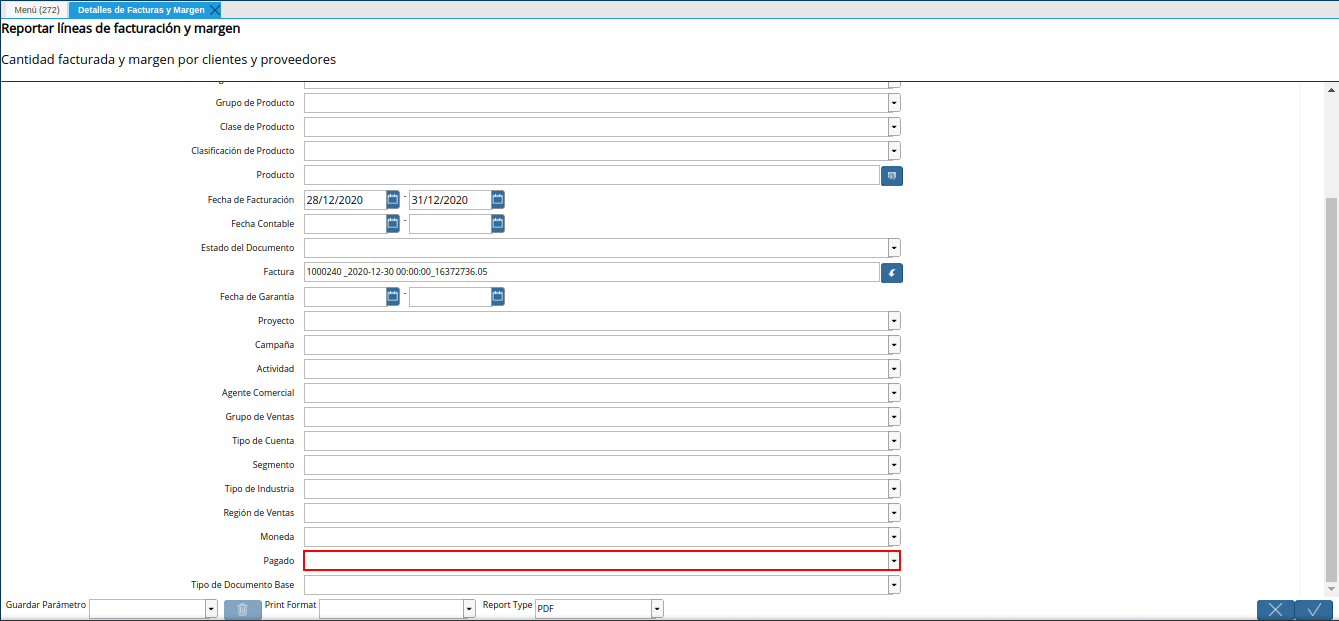 Menú (272) Detalles de Facturas y Margen
Reportar líneas de facturación y margen
Cantidad facturada y margen por clientes y proveedores
Grupo de Producto
Clase de Producto
Clasificación de Producto
Producto
Fecha de Facturación 28/12/2020 - 31/12/2020
Fecha Contable -
Estado del Documento
Factura 1000240 _2020-12-30 00:00:00_16372736.05
Fecha de Garantía -
Proyecto
Campaña
Actividad
Agente Comercial
Grupo de Ventas
Tipo de Cuenta
Segmento
Tipo de Industria
Región de Ventas
Moneda
Pagado
Tipo de Documento Base
Guardar Parámetro Print Format Report Type PDF